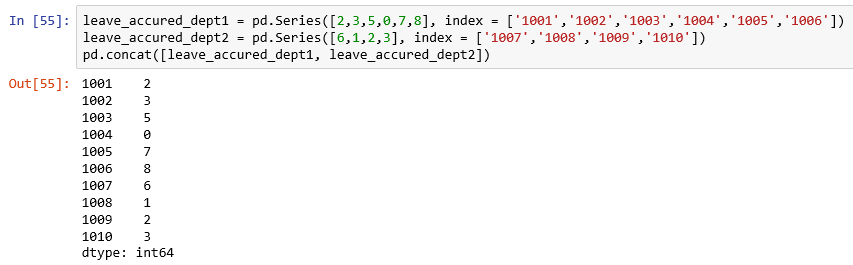 In [55]: leave_accured_dept1 = pd.Series([2,3,5,0,7,8], index = ['1001','1002','1003','1004','1005','1006'])
leave_accured_dept2 = pd.Series([6,1,2,3], index = ['1007','1008','1009','1010'])
pd.concat([leave_accured_dept1, leave_accured_dept2])
Out[55]: 1001    2
1002    3
1003    5
1004    0
1005    7
1006    8
1007    6
1008    1
1009    2
1010    3
dtype: int64